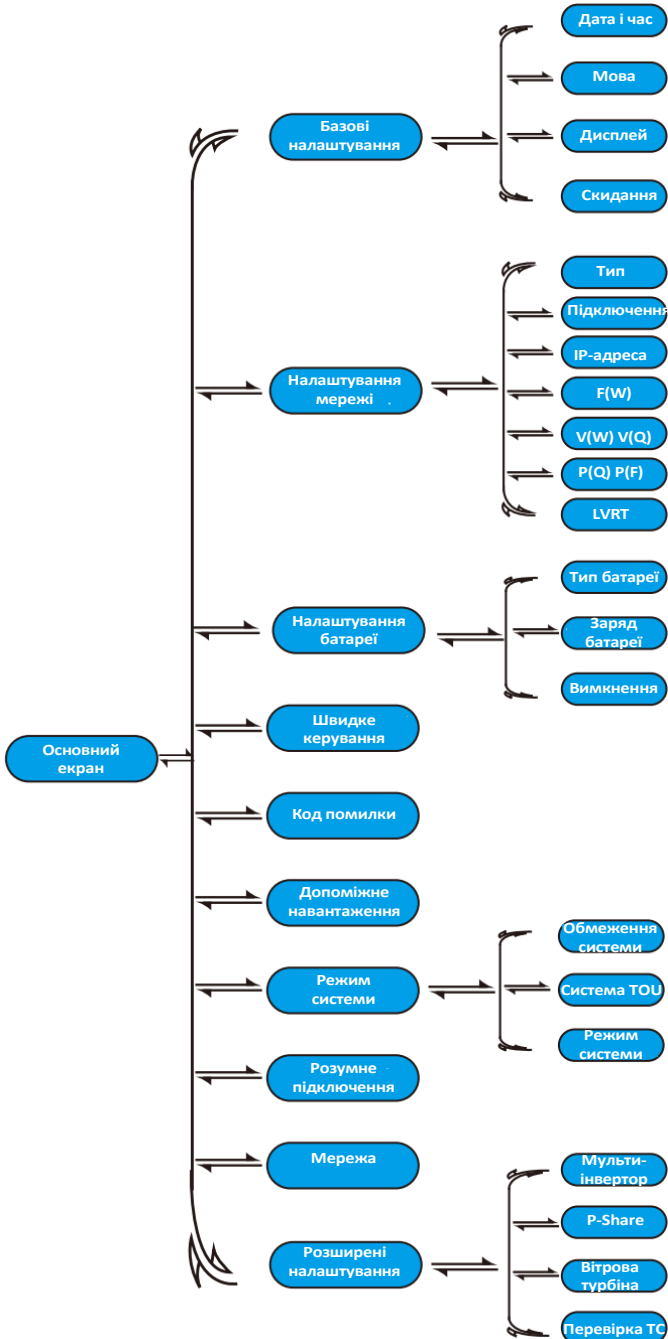 Дата і час
Мова
Базові
налаштування
Дисплей
Скидання
Тип
Підключення
IP-адреса
Налаштування
мережі
F(W)
V(W) V(Q)
P(Q) P(F)
LVRT
Тип батареї
Налаштування
батареї
Заряд
батареї
Вимкнення
Швидке
керування
Основний
екран
Код помилки
Допоміжне
навантаження
Обмеження
системи
Режим
системи
Система TOU
Режим
системи
Розумне
підключення
Мережа
Мульти-
інвертор
P-Share
Розширені
налаштування
Вітрова
турбіна
Перевірка ТС